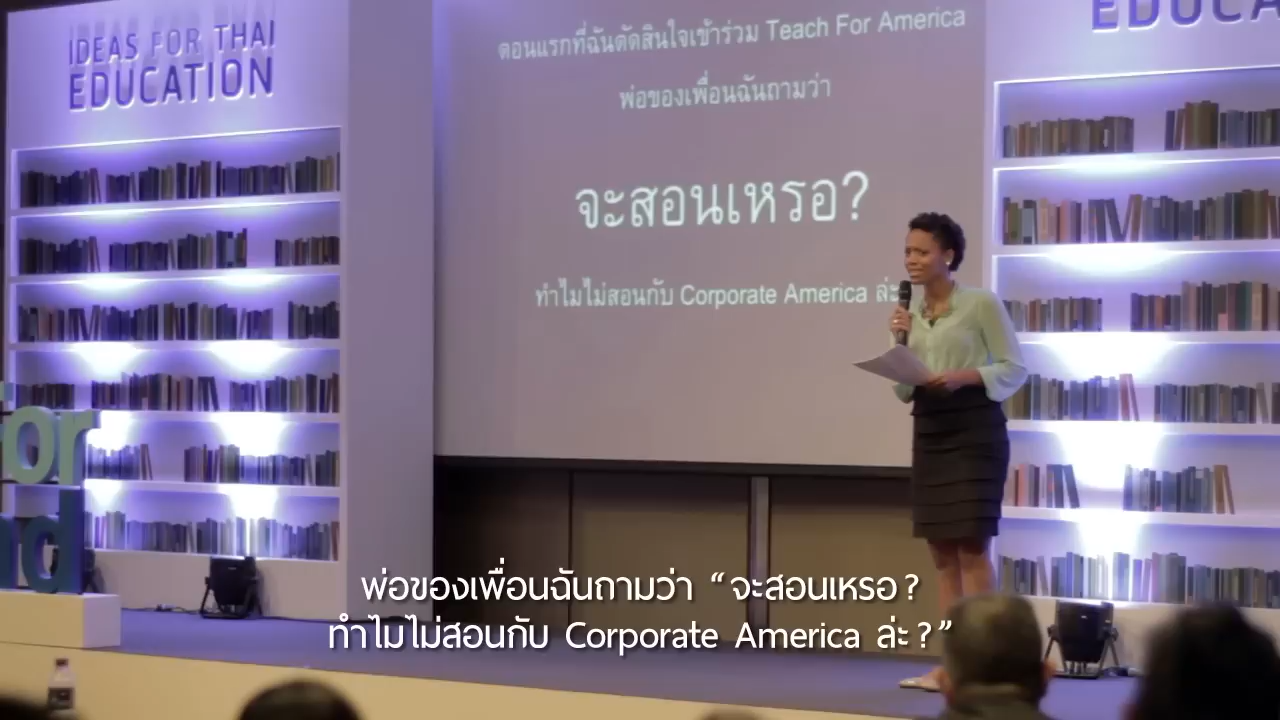 IDEAS FOR THAI
EDUCATION
EDUCA
ตอนแรกที่ฉันตัดสินใจเข้าร่วม Teach For America
พ่อของเพื่อนฉันถามว่า
จะสอนเหรอ?
ทำไมไม่สอนกับ Corporate America ล่ะ
for
พ่อของเพื่อนฉันถามว่า “จะสอนเหรอ?
ทำไมไม่สอนกับ Corporate America ล่ะ?”